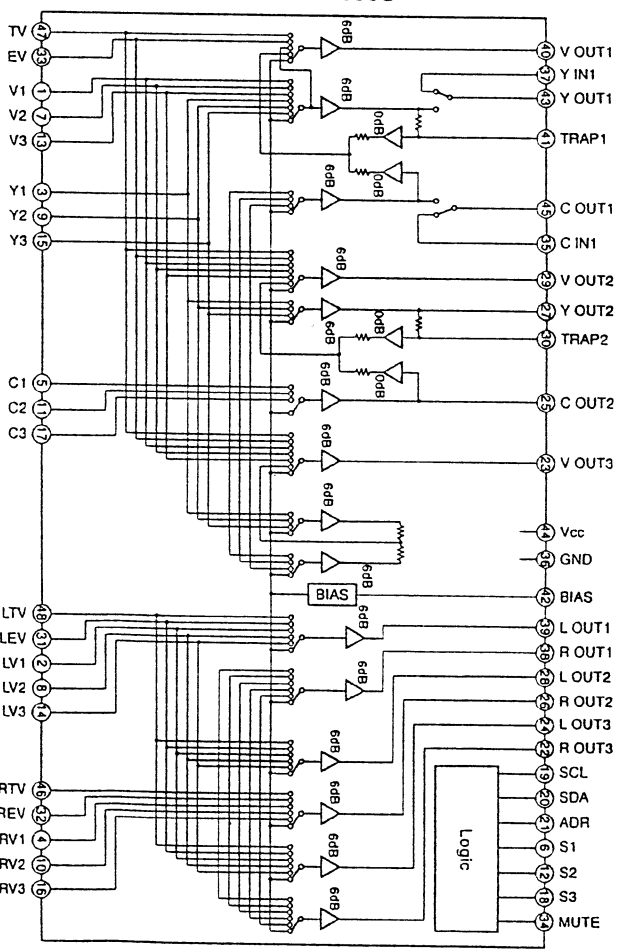 TV 47
EV 33
V1 1
V2 7
V3 13
Y1 3
Y2 9
Y3 15
C1 5
C2 11
C3 17
LTV 48
LEV 31
LV1 2
LV2 8
LV3 14
RTV 46
REV 32
RV1 4
RV2 10
RV3 16
6dB
6dB
0dB
0dB
6dB
6dB
6dB
0dB
0dB
6dB
6dB
6dB
6dB
BIAS
6dB
6dB
6dB
6dB
6dB
6dB
Logic
40 V OUT1
37 Y IN1
43 Y OUT1
41 TRAP1
45 C OUT1
35 C IN1
29 V OUT2
27 Y OUT2
30 TRAP2
25 C OUT2
23 V OUT3
44 Vcc
36 GND
42 BIAS
39 L OUT1
38 R OUT1
28 L OUT2
26 R OUT2
24 L OUT3
22 R OUT3
19 SCL
20 SDA
21 ADR
6 S1
12 S2
18 S3
34 MUTE